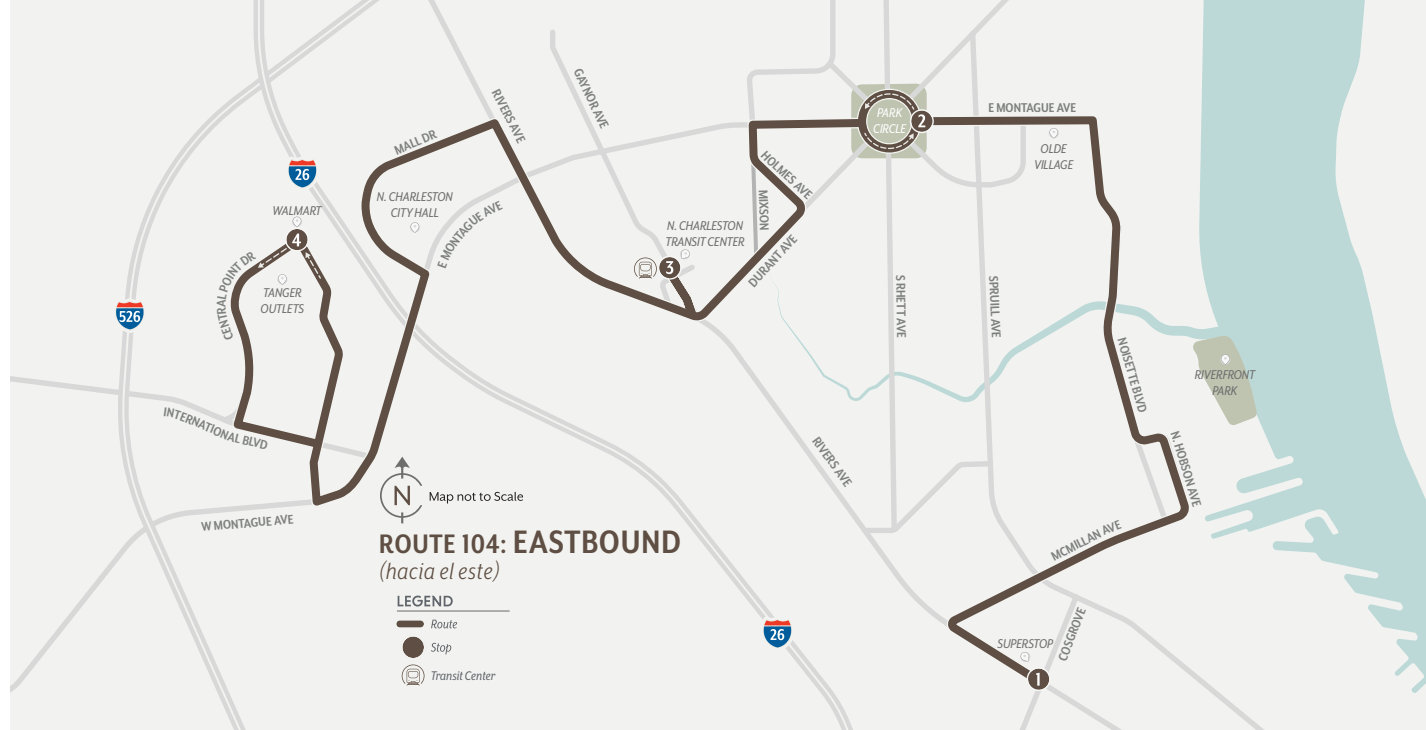 E MONTAGUE AVE
PARK
CIRCLE
2
OLDE
VILLAGE
GAYNOR AVE
RIVERS AVE
MALL DR
HOLMES AVE
MIXSON
DURANT AVE
26
WALMART
4
N. CHARLESTON
CITY HALL
E MONTAGUE AVE
N. CHARLESTON
TRANSIT CENTER
3
CENTRAL POINT DR
TANGER
OUTLETS
526
S RHETT AVE
SPRUILL AVE
NOISETTE BLVD
RIVERFRONT
PARK
INTERNATIONAL BLVD
RIVERS AVE
N. HOBSON AVE
W MONTAGUE AVE
N
Map not to Scale
MCMILLAN AVE
ROUTE 104: EASTBOUND
(hacia el este)
LEGEND
Route
Stop
Transit Center
26
SUPERSTOP
COSGROVE
1